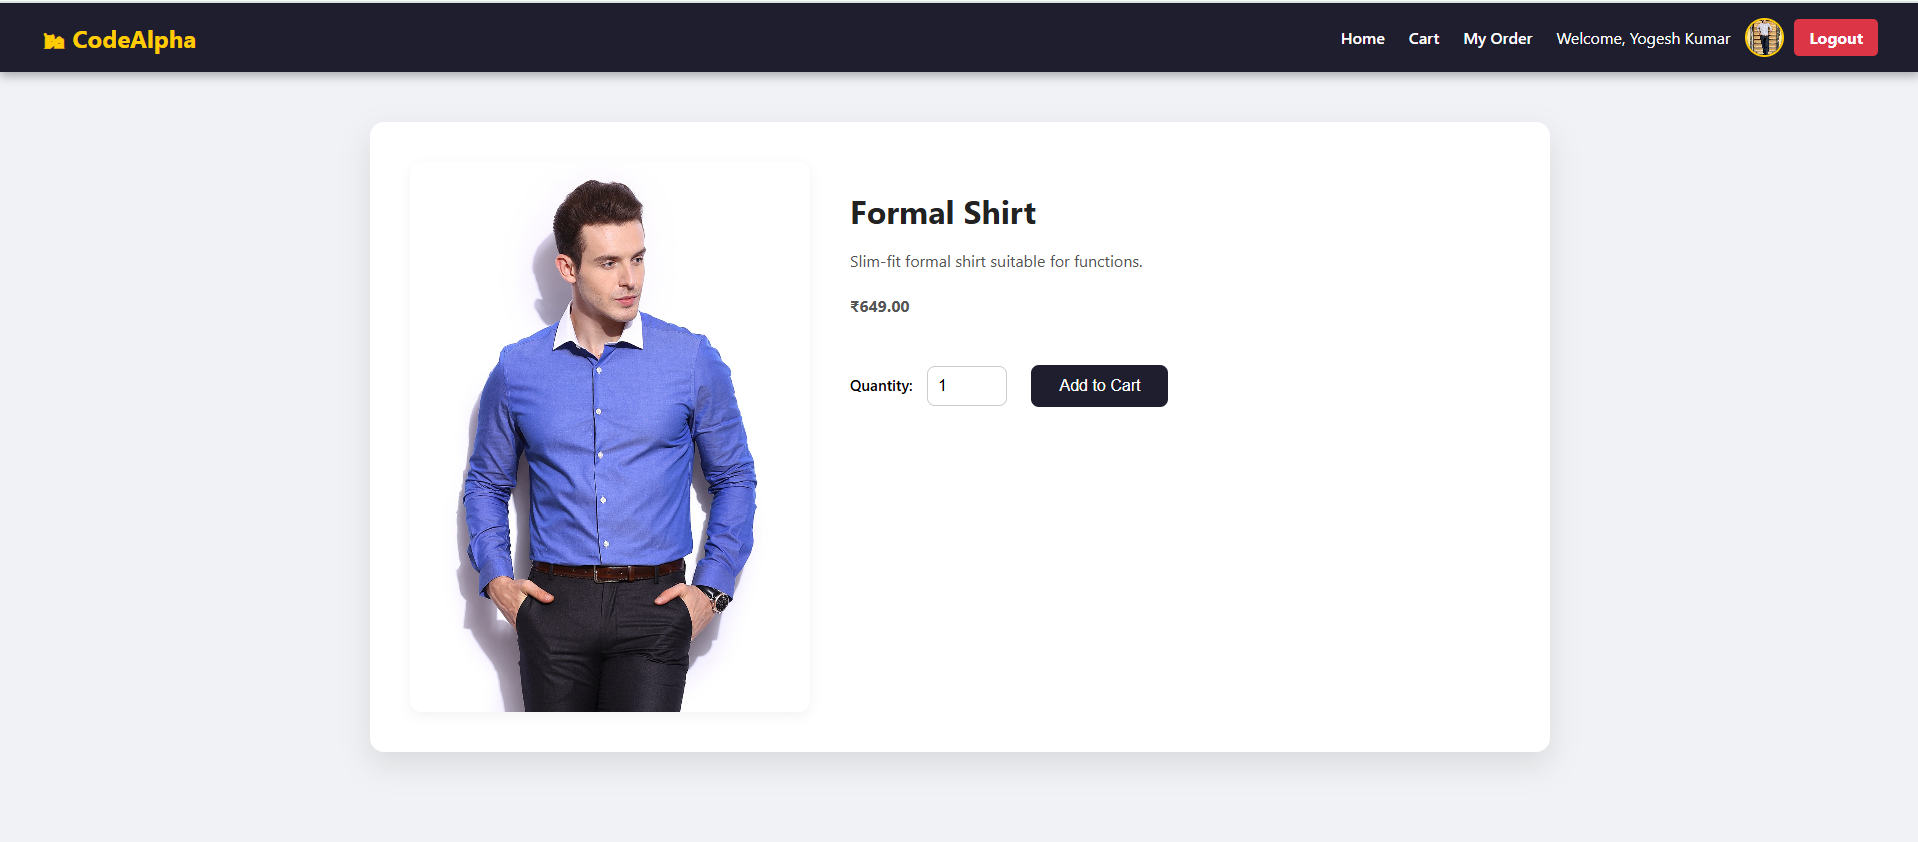 CodeAlpha
Home Cart My Order Welcome, Yogesh Kumar Logout
Formal Shirt
Slim-fit formal shirt suitable for functions.
₹649.00
Quantity: 1 Add to Cart